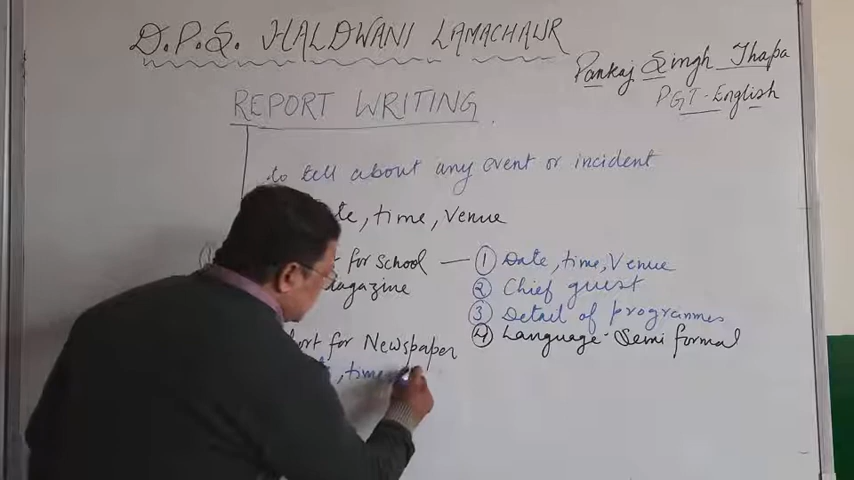 D.P.S. HALDWANI LAMACHAUR
Pankaj Singh Thapa
PGT-English
REPORT WRITING
to tell about any event or incident
time, Venue
for School — ① Date, time, Venue
Magazine
② Chief guest
③ Detail of programmes
for Newspaper
④ Language- Semi formal
, time,